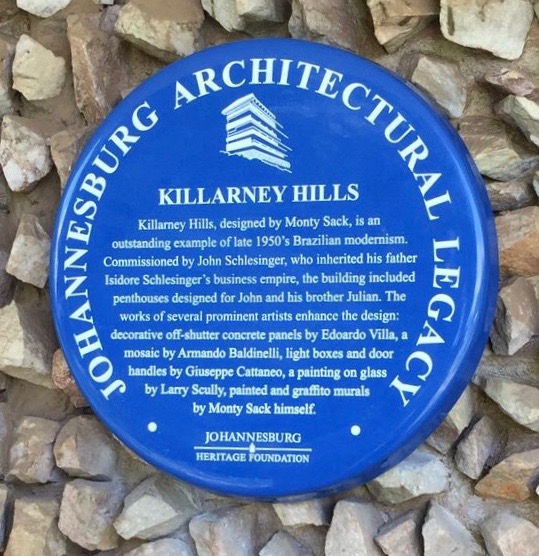 JOHANNESBURG ARCHITECTURAL LEGACY
KILLARNEY HILLS
Killarney Hills, designed by Monty Sack, is an
outstanding example of late 1950's Brazilian modernism.
Commissioned by John Schlesinger, who inherited his father
Isidore Schlesinger's business empire, the building included
penthouses designed for John and his brother Julian. The
works of several prominent artists enhance the design:
decorative off-shutter concrete panels by Edoardo Villa, a
mosaic by Armando Baldinelli, light boxes and door
handles by Giuseppe Cattaneo, a painting on glass
by Larry Scully, painted and graffito murals
by Monty Sack himself.
JOHANNESBURG
HERITAGE FOUNDATION